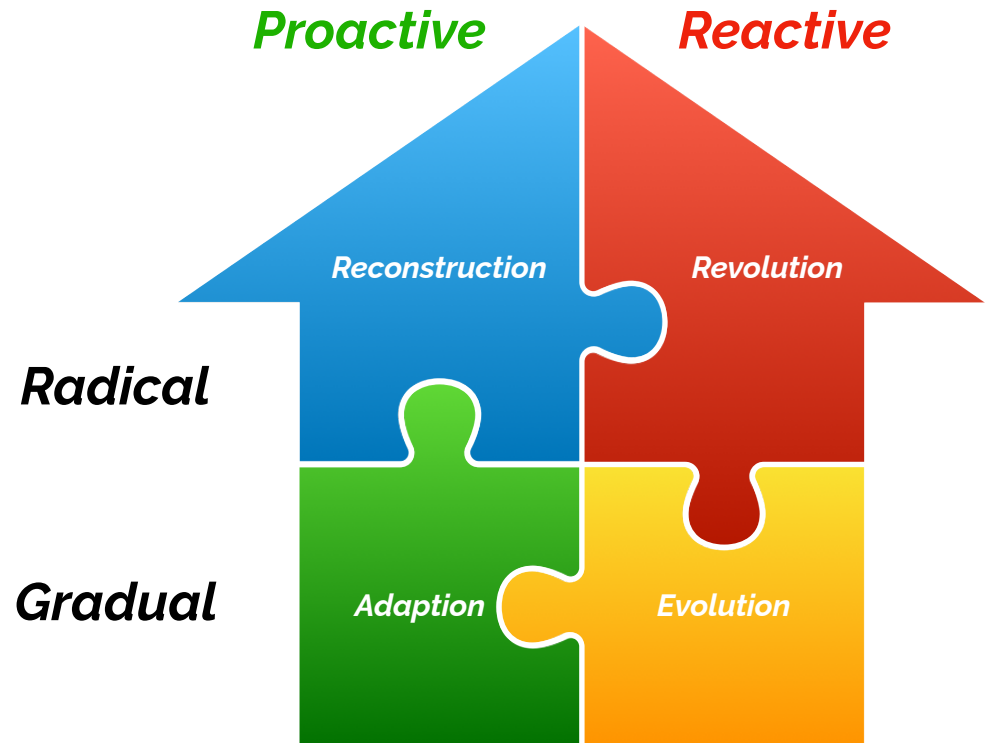 Proactive
Reactive
Reconstruction
Revolution
Radical
Gradual
Adaption
Evolution